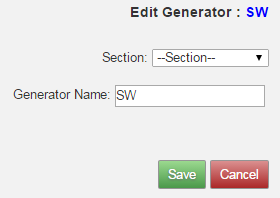 Edit Generator : SW
Section: --Section--
Generator Name: SW
Save Cancel